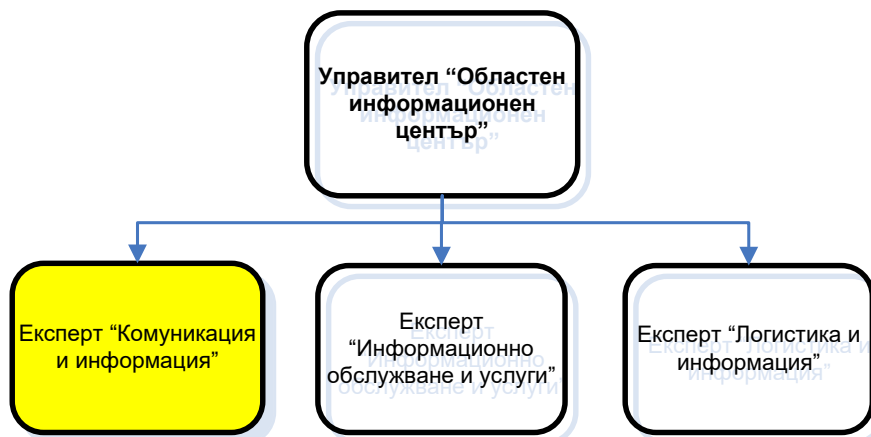 Управител “Областен
информационен
център”
Експерт “Комуникация
и информация”
Експерт
“Информационно
обслужване и услуги”
Експерт “Логистика и
информация”